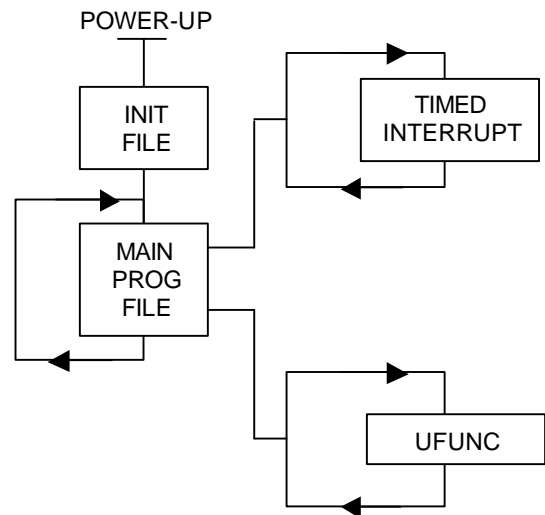 POWER-UP
INIT
FILE
MAIN
PROG
FILE
TIMED
INTERRUPT
UFUNC